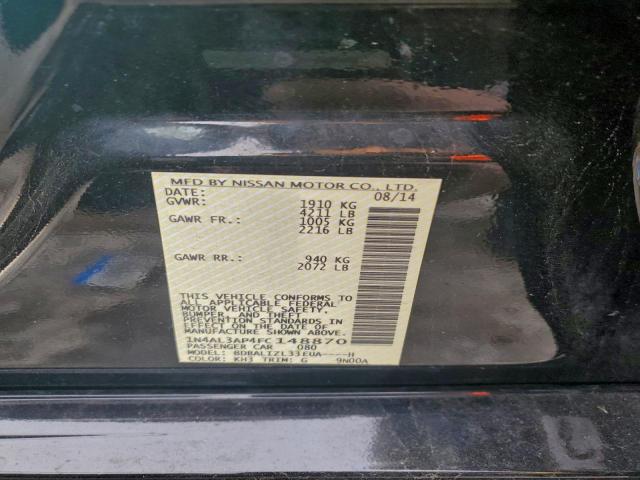 MFD BY NISSAN MOTOR CO., LTD.
DATE: 08/14
GVWR: 1910 KG
4211 LB
GAWR FR.: 1005 KG
2216 LB
GAWR RR.: 940 KG
2072 LB
THIS VEHICLE CONFORMS TO
ALL APPLICABLE FEDERAL
MOTOR VEHICLE SAFETY,
BUMPER, AND THEFT
PREVENTION STANDARDS IN
EFFECT ON THE DATE OF
MANUFACTURE SHOWN ABOVE.
1N4AL3AP4FC148870
PASSENGER CAR 080
MODEL: BDBALIZL33EUA----H
COLOR: KH3 TRIM: G 9N00A